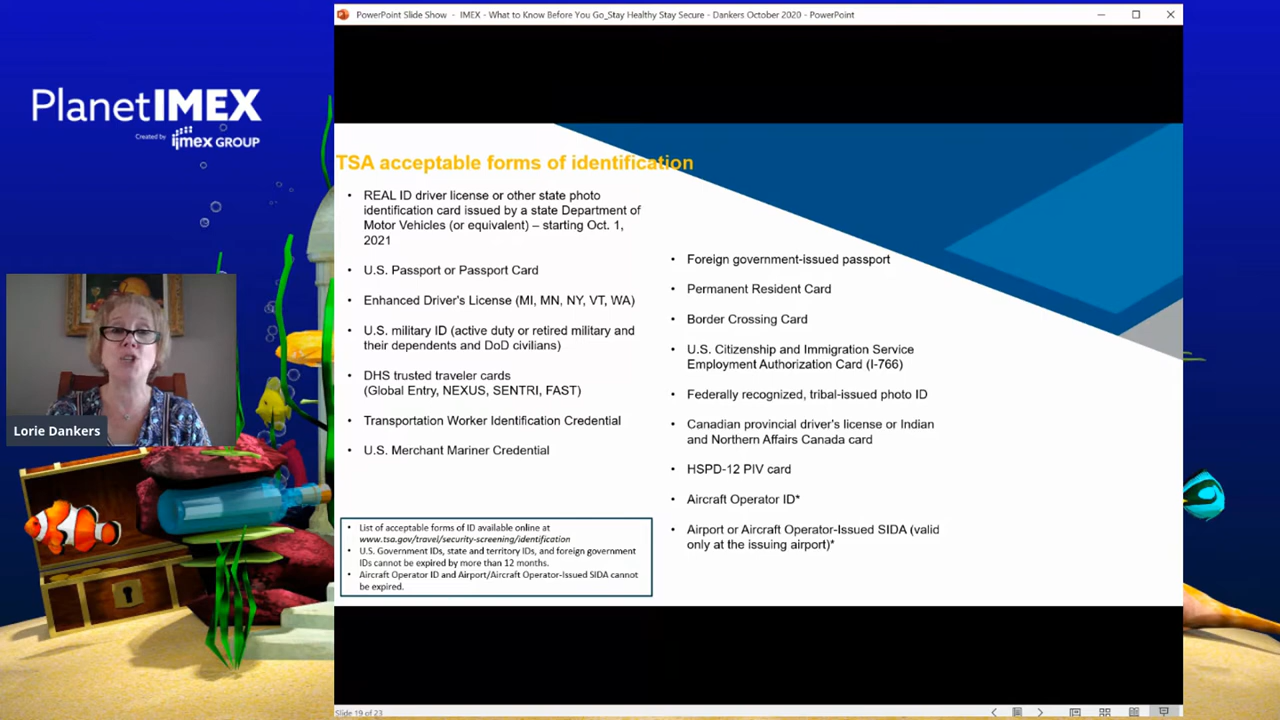 PowerPoint Slide Show - IMEX - What to Know Before You Go_Stay Healthy Stay Secure - Dankers October 2020 - PowerPoint
PlanetIMEX
Created by imex GROUP
TSA acceptable forms of identification
• REAL ID driver license or other state photo
identification card issued by a state Department of
Motor Vehicles (or equivalent) – starting Oct. 1,
2021
• U.S. Passport or Passport Card
• Enhanced Driver's License (MI, MN, NY, VT, WA)
• U.S. military ID (active duty or retired military and
their dependents and DoD civilians)
• DHS trusted traveler cards
(Global Entry, NEXUS, SENTRI, FAST)
• Transportation Worker Identification Credential
• U.S. Merchant Mariner Credential
• Foreign government-issued passport
• Permanent Resident Card
• Border Crossing Card
• U.S. Citizenship and Immigration Service
Employment Authorization Card (I-766)
• Federally recognized, tribal-issued photo ID
• Canadian provincial driver's license or Indian
and Northern Affairs Canada card
• HSPD-12 PIV card
• Aircraft Operator ID*
• Airport or Aircraft Operator-Issued SIDA (valid
only at the issuing airport)*
• List of acceptable forms of ID available online at
www.tsa.gov/travel/security-screening/identification
• U.S. Government IDs, state and territory IDs, and foreign government
IDs cannot be expired by more than 12 months.
• Aircraft Operator ID and Airport/Aircraft Operator-Issued SIDA cannot
be expired.
Lorie Dankers
Slide 19 of 23